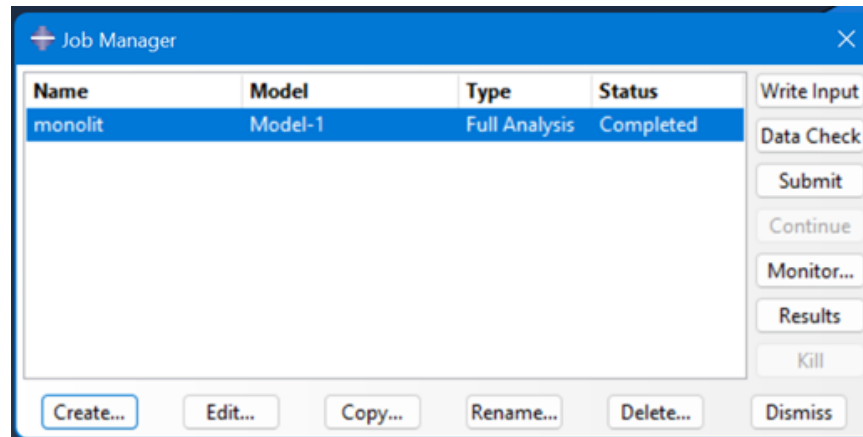 Job Manager
Name Model Type Status
monolit Model-1 Full Analysis Completed
Write Input
Data Check
Submit
Continue
Monitor...
Results
Kill
Create... Edit... Copy... Rename... Delete... Dismiss